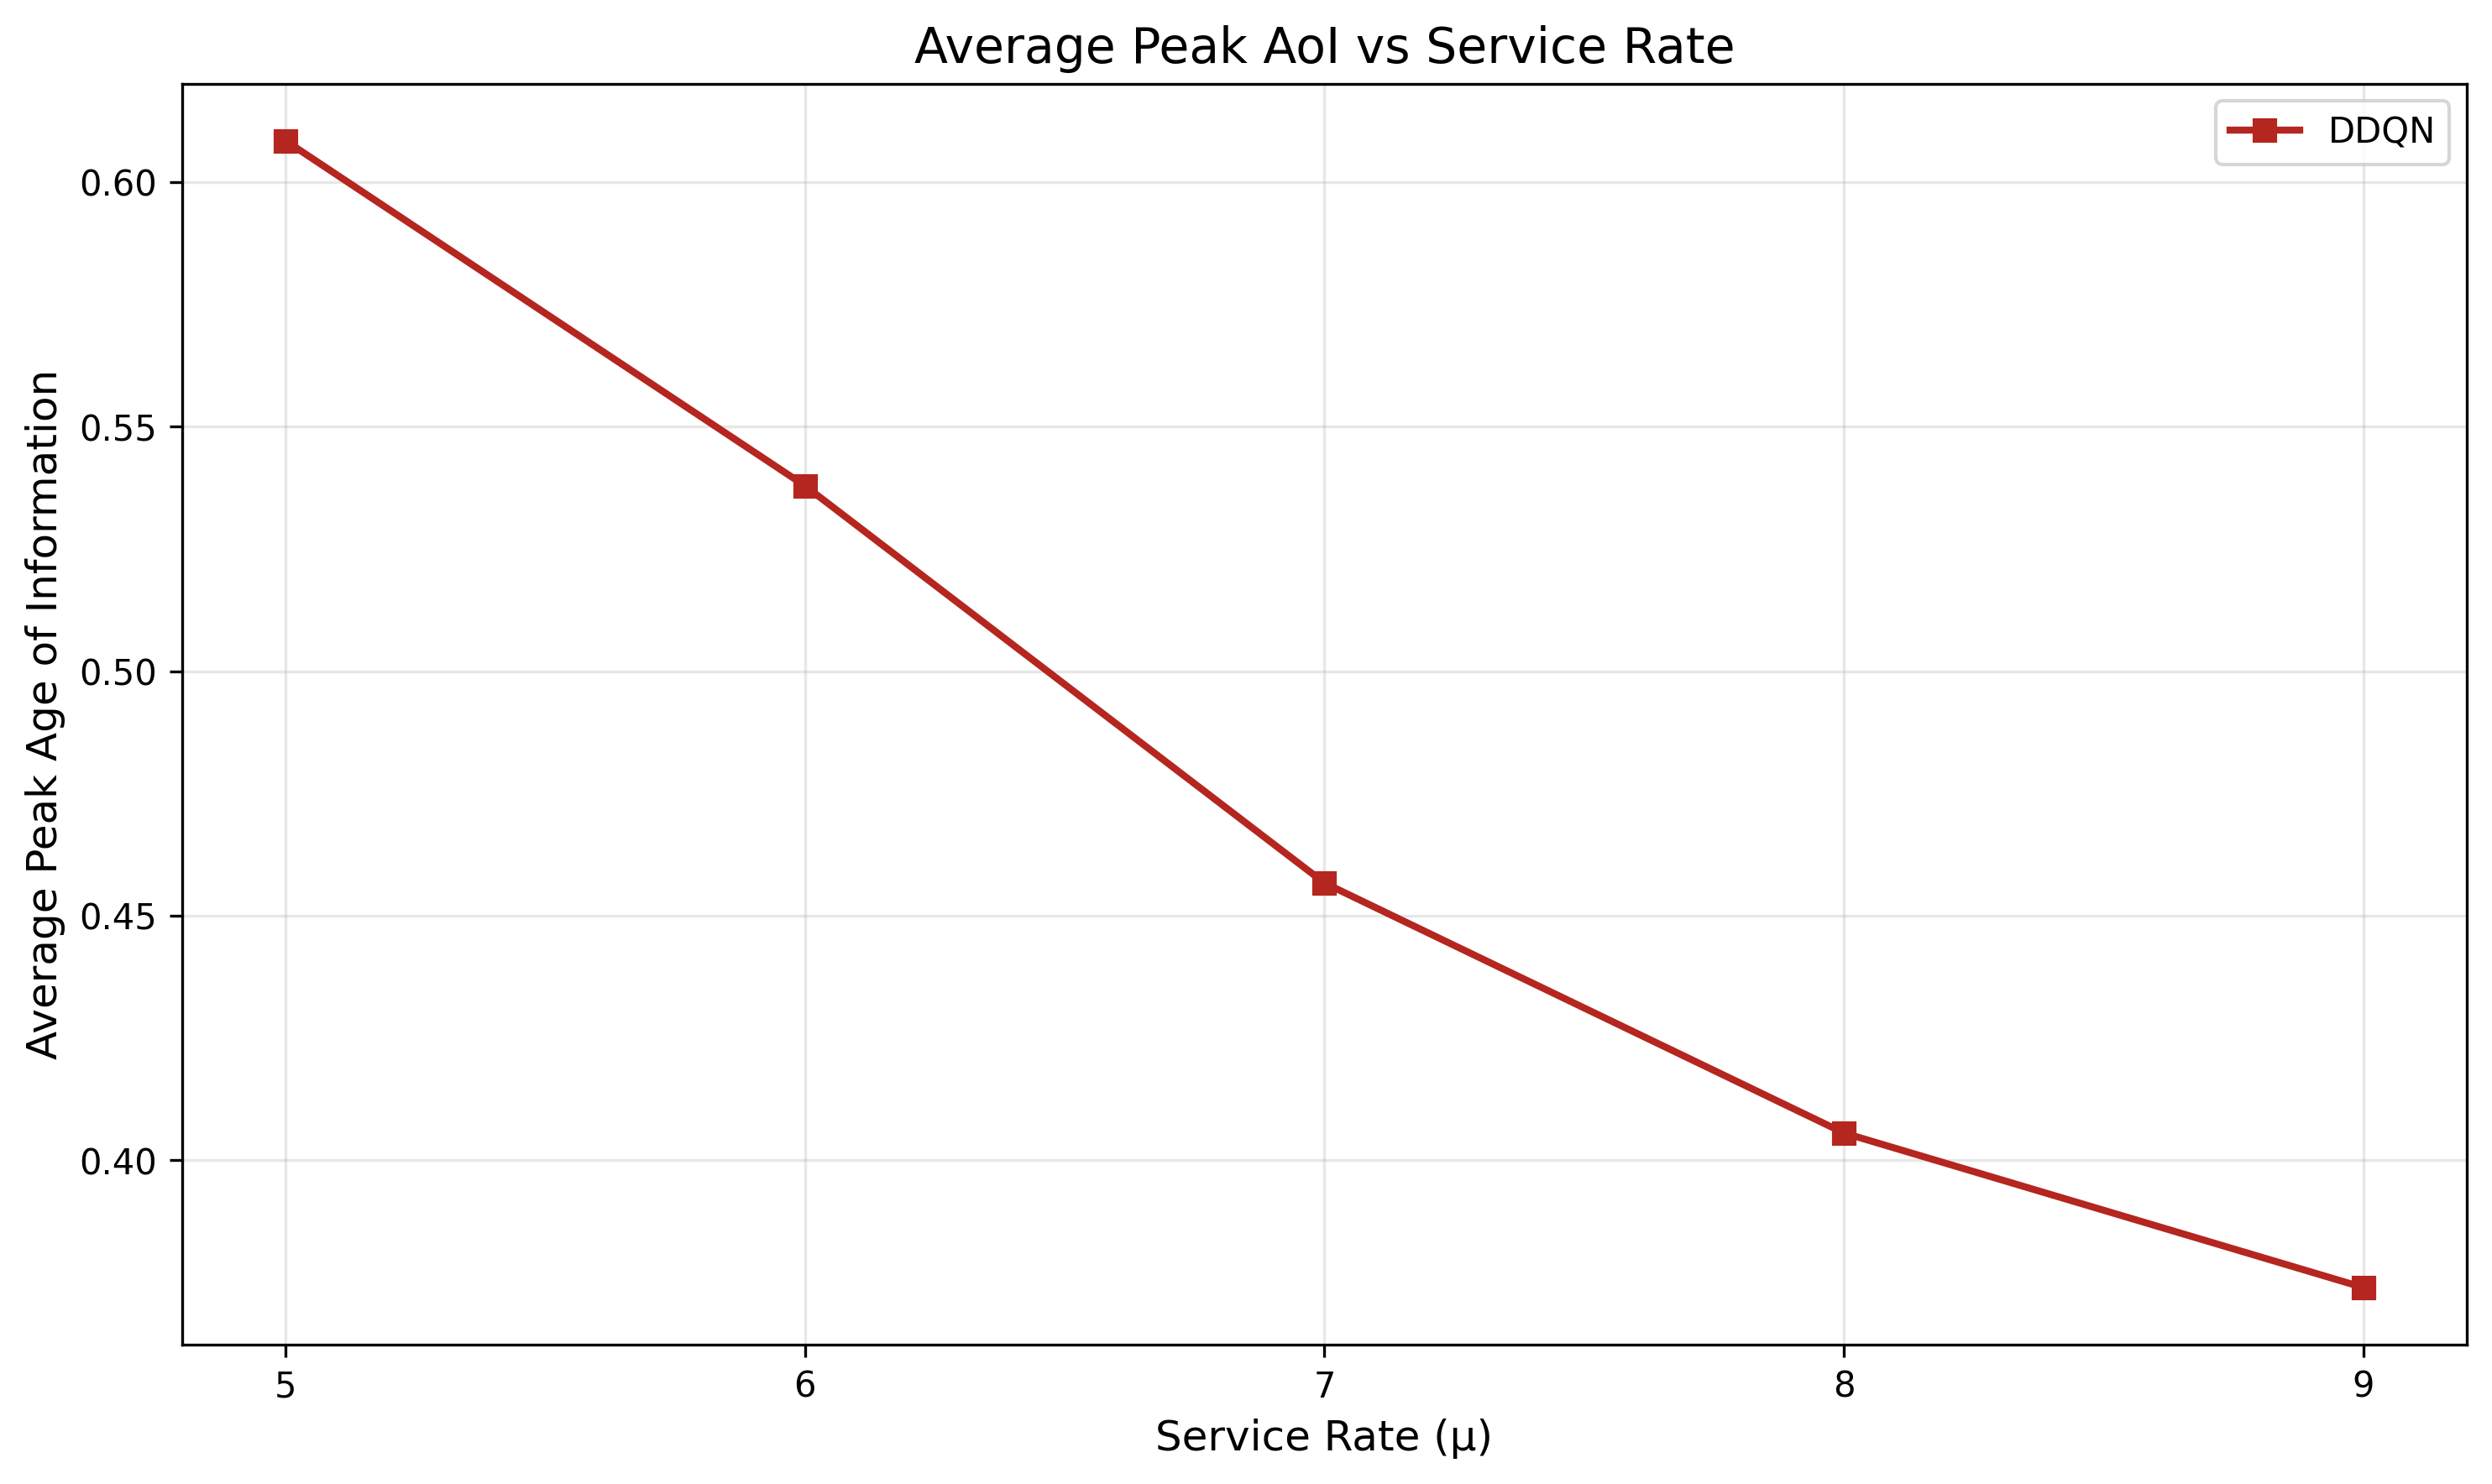 Average Peak AoI vs Service Rate
DDQN
Average Peak Age of Information
0.60
0.55
0.50
0.45
0.40
5
6
7
8
9
Service Rate (μ)